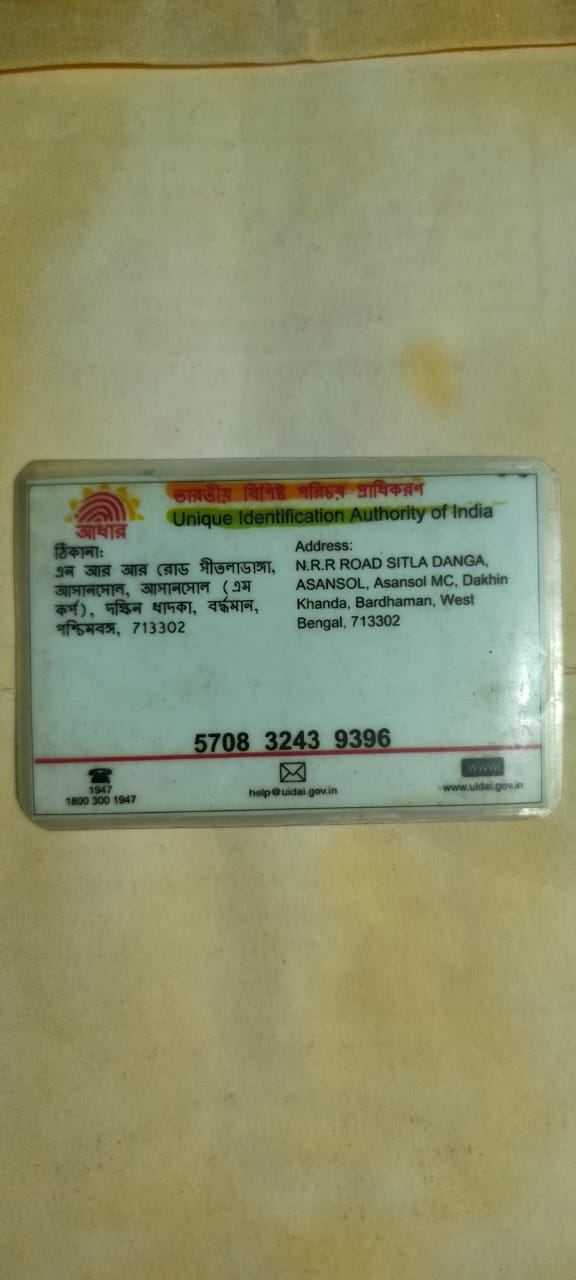 ভারতীয় বিশিষ্ট পরিচয় প্রাধিকরণ
Unique Identification Authority of India
আধার
ঠিকানা:
এন আর আর রোড সীতলাডাঙ্গা,
আসানসোল, আসানসোল (এম
কর্প), দক্ষিন ধাদকা, বর্দ্ধমান,
পশ্চিমবঙ্গ, 713302
Address:
N.R.R ROAD SITLA DANGA,
ASANSOL, Asansol MC, Dakhin
Khanda, Bardhaman, West
Bengal, 713302
5708 3243 9396
1947
1800 300 1947
help@uidai.gov.in
www.
www.uidai.gov.in